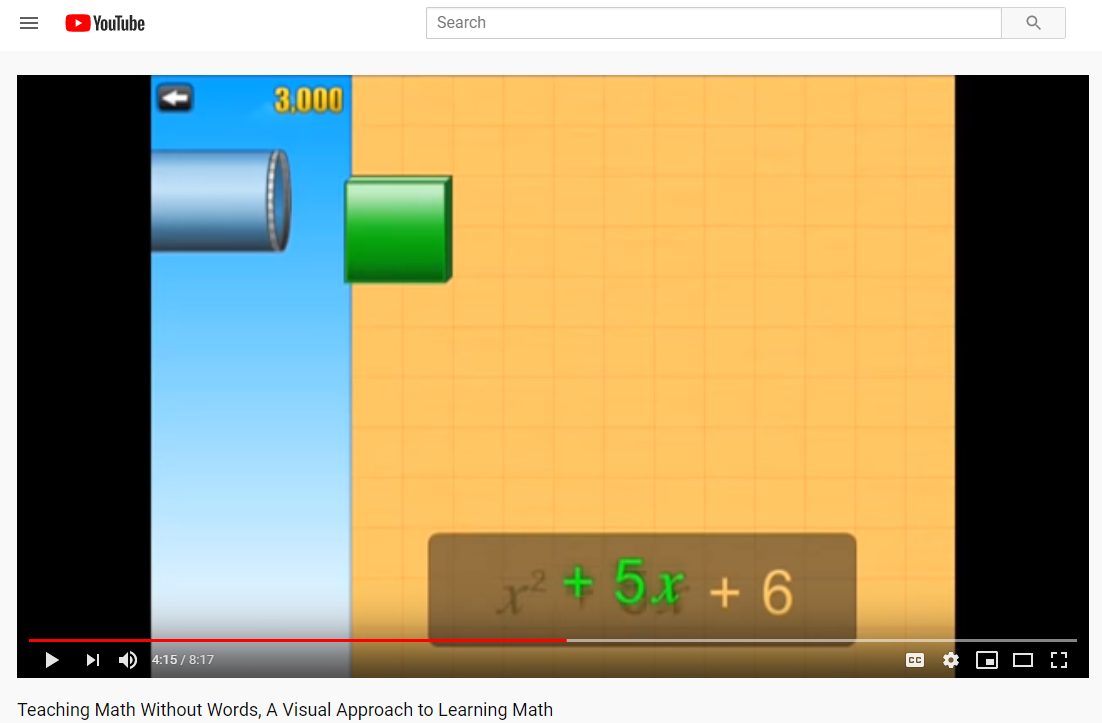 YouTube
Search
3,000
x² + 5x + 6
4:15 / 8:17
CC
Teaching Math Without Words, A Visual Approach to Learning Math